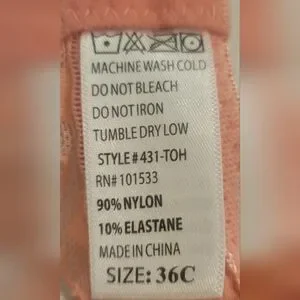 MACHINE WASH COLD
DO NOT BLEACH
DO NOT IRON
TUMBLE DRY LOW
STYLE # 431-TOH
RN# 101533
90% NYLON
10% ELASTANE
MADE IN CHINA
SIZE: 36C